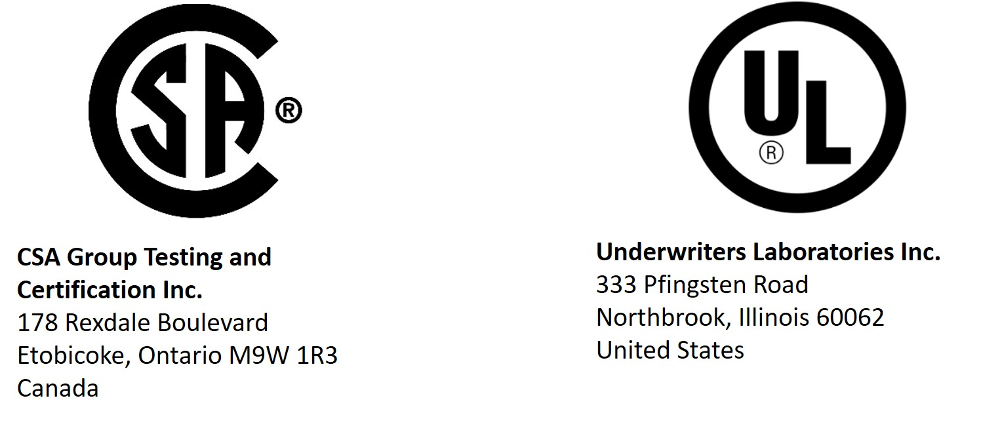 CSA ®
CSA Group Testing and
Certification Inc.
178 Rexdale Boulevard
Etobicoke, Ontario M9W 1R3
Canada
UL
®
Underwriters Laboratories Inc.
333 Pfingsten Road
Northbrook, Illinois 60062
United States